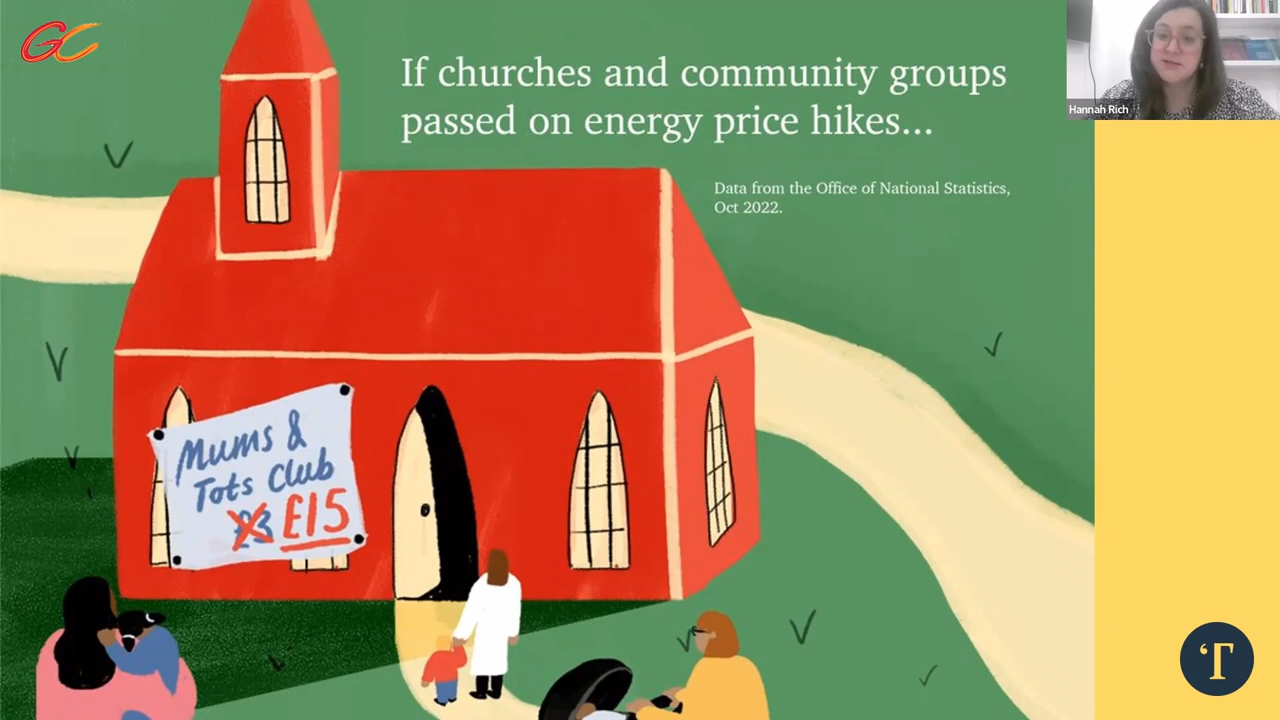 GC
If churches and community groups
passed on energy price hikes...
Data from the Office of National Statistics,
Oct 2022.
Hannah Rich
Mums &
Tots Club
£3 £15
T